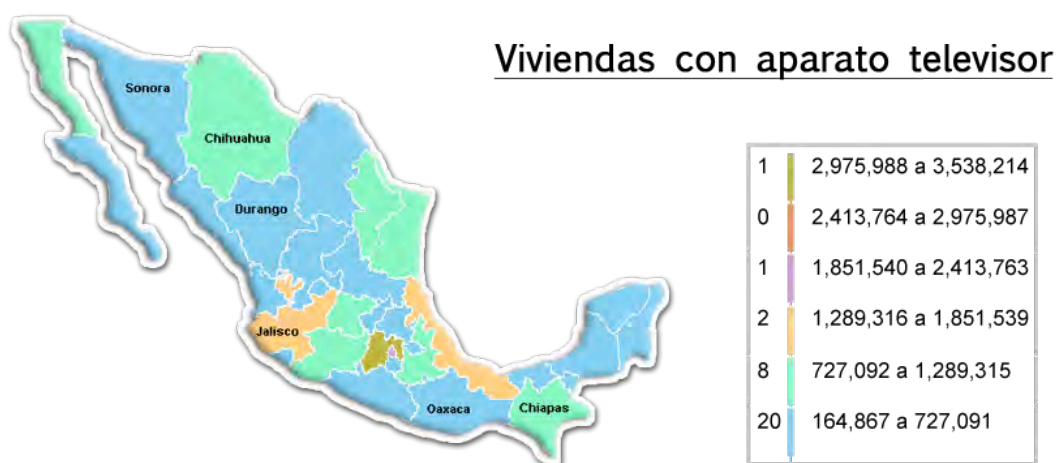 Viviendas con aparato televisor
Sonora
Chihuahua
Durango
Jalisco
Oaxaca
Chiapas
1 2,975,988 a 3,538,214
0 2,413,764 a 2,975,987
1 1,851,540 a 2,413,763
2 1,289,316 a 1,851,539
8 727,092 a 1,289,315
20 164,867 a 727,091